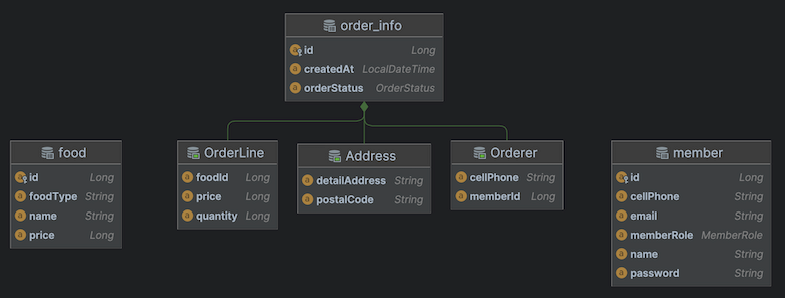 order_info
id Long
createdAt LocalDateTime
orderStatus OrderStatus
food
id Long
foodType String
name String
price Long
OrderLine
foodId Long
price Long
quantity Long
Address
detailAddress String
postalCode String
Orderer
cellPhone String
memberId Long
member
id Long
cellPhone String
email String
memberRole MemberRole
name String
password String